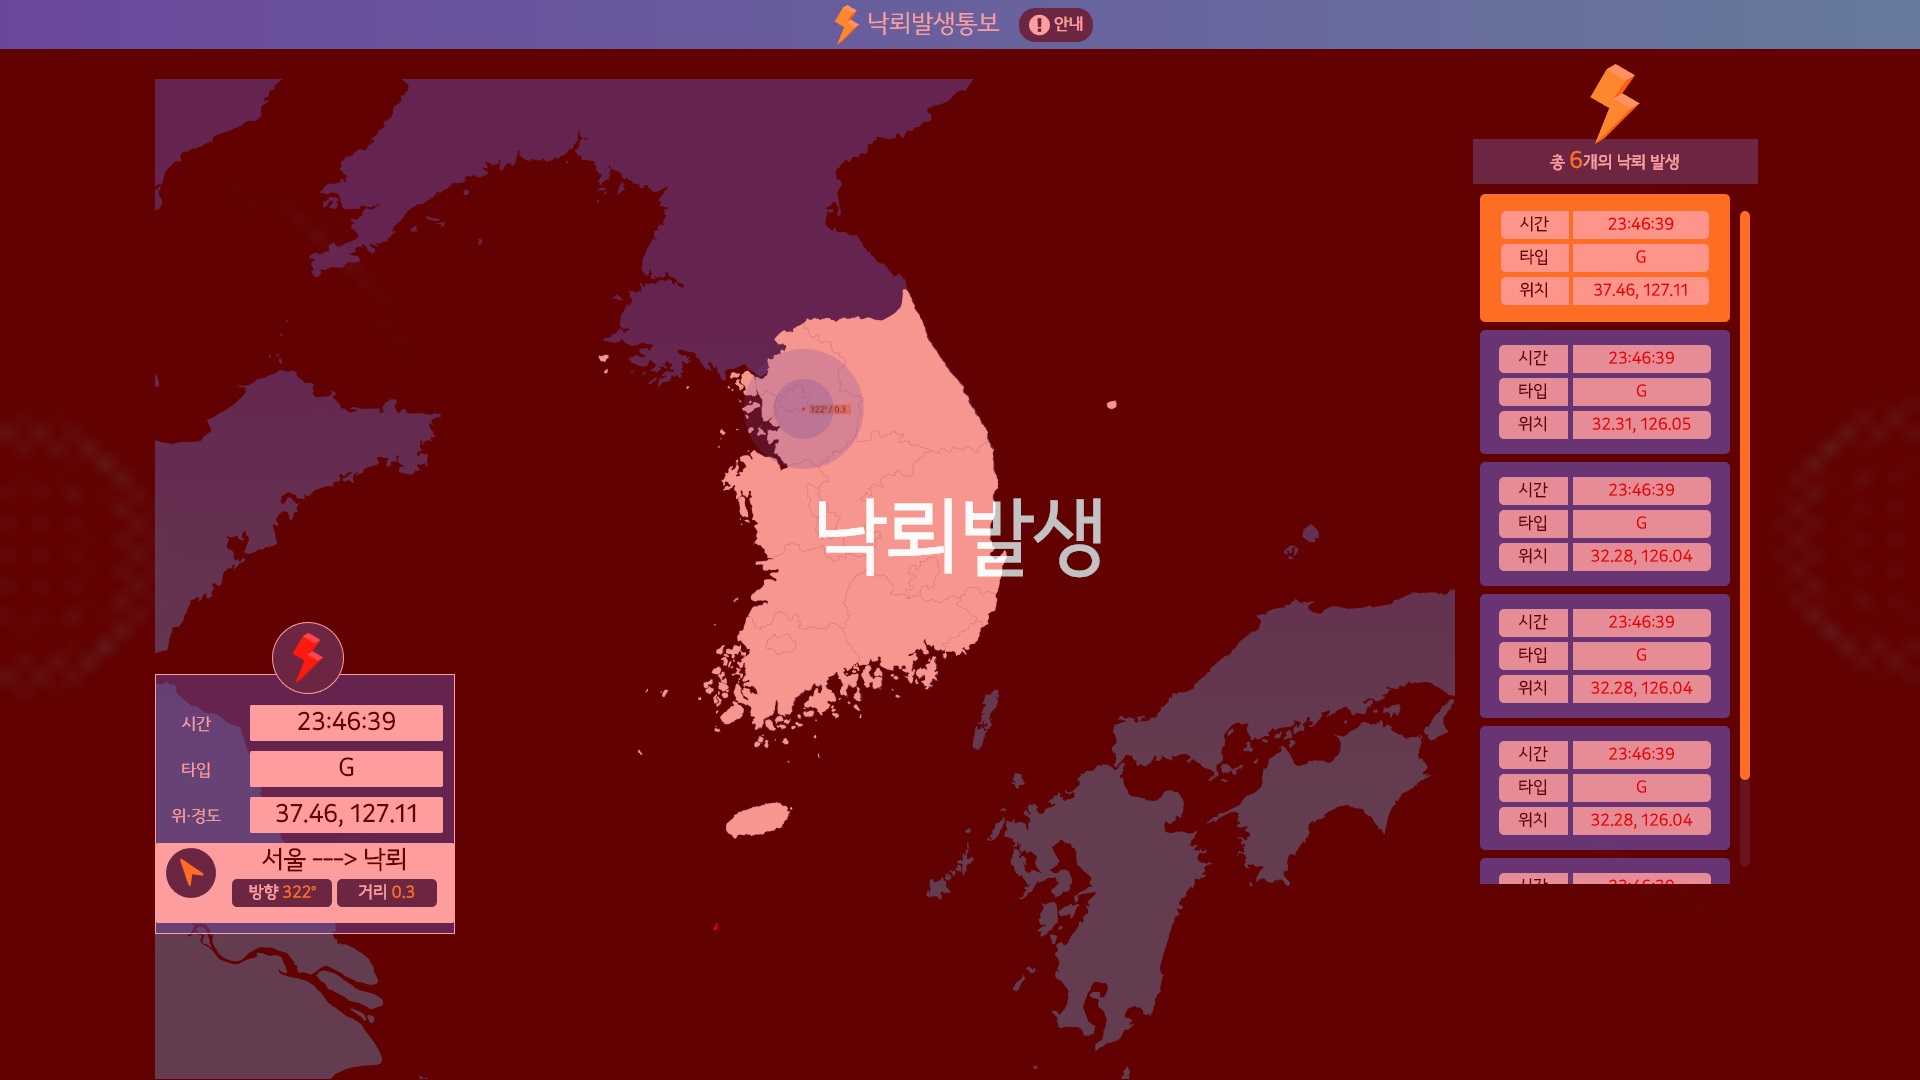 낙뢰발생통보
안내
총 6개의 낙뢰 발생
시간 23:46:39
타입 G
위치 37.46, 127.11
시간 23:46:39
타입 G
위치 32.31, 126.05
시간 23:46:39
타입 G
위치 32.28, 126.04
시간 23:46:39
타입 G
위치 32.28, 126.04
시간 23:46:39
타입 G
위치 32.28, 126.04
322° / 0.3
낙뢰발생
시간 23:46:39
타입 G
위·경도 37.46, 127.11
서울 ---> 낙뢰
방향 322° 거리 0.3